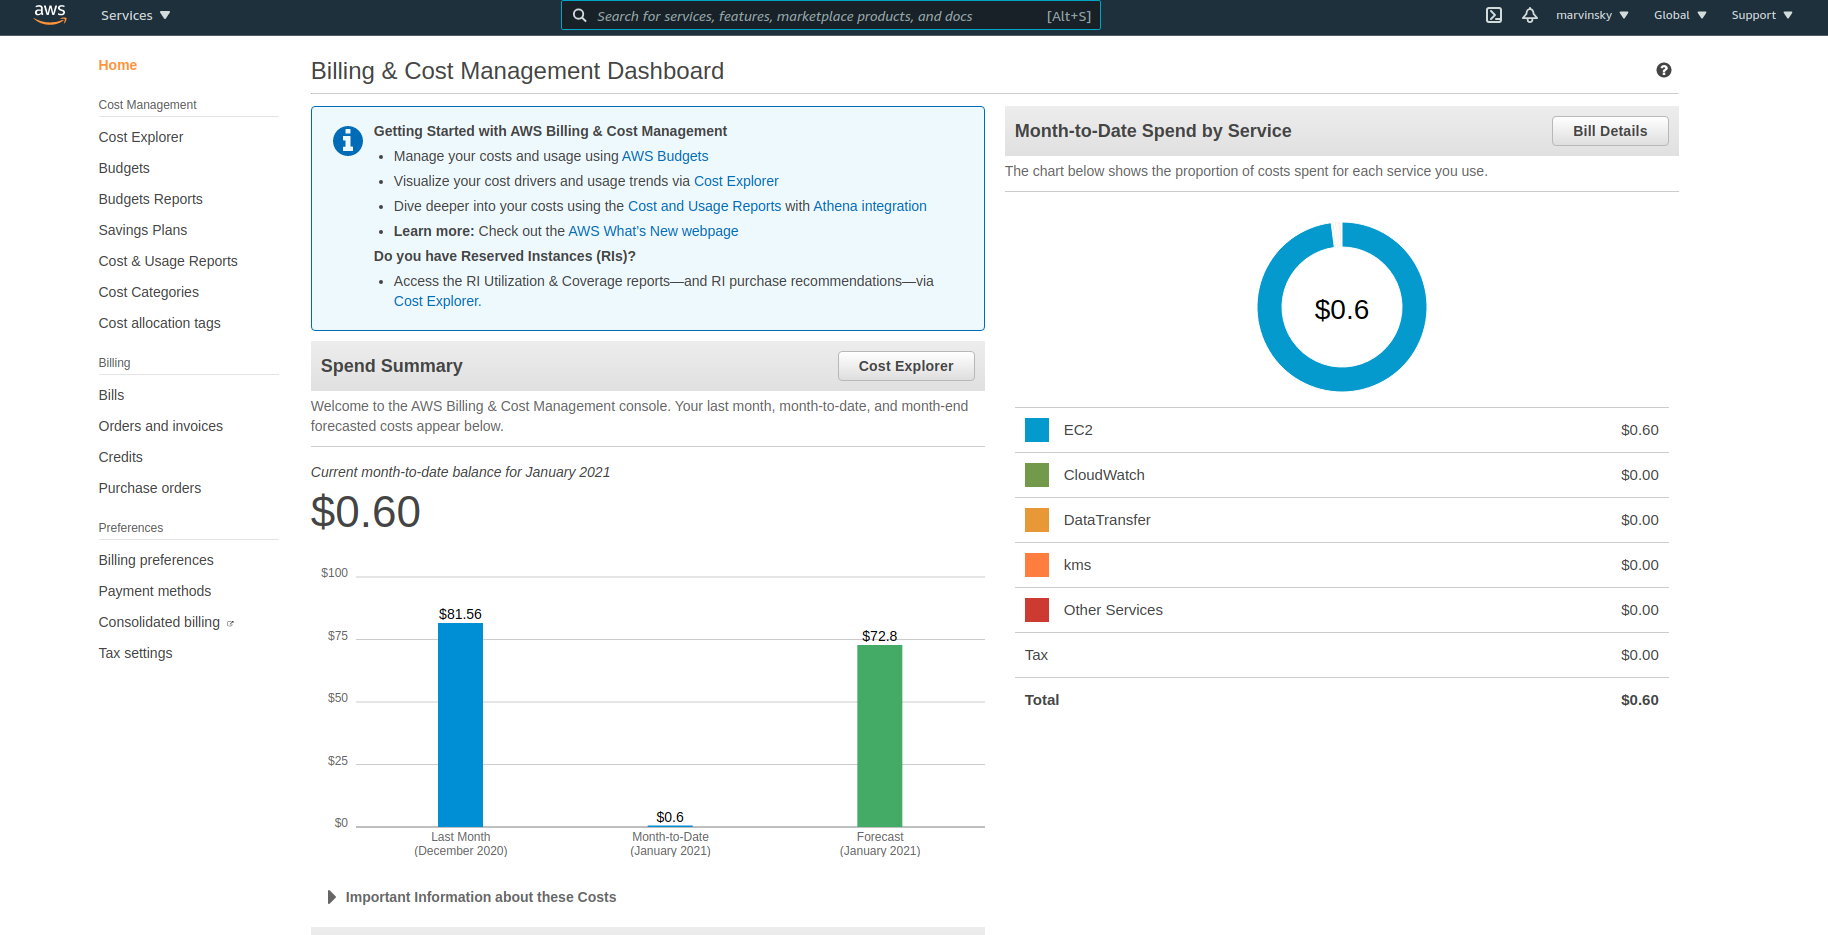 aws
Services
Search for services, features, marketplace products, and docs
[Alt+S]
marvinsky
Global
Support
Home
Cost Management
Cost Explorer
Budgets
Budgets Reports
Savings Plans
Cost & Usage Reports
Cost Categories
Cost allocation tags
Billing
Bills
Orders and invoices
Credits
Purchase orders
Preferences
Billing preferences
Payment methods
Consolidated billing
Tax settings
Billing & Cost Management Dashboard
Getting Started with AWS Billing & Cost Management
• Manage your costs and usage using AWS Budgets
• Visualize your cost drivers and usage trends via Cost Explorer
• Dive deeper into your costs using the Cost and Usage Reports with Athena integration
• Learn more: Check out the AWS What's New webpage
Do you have Reserved Instances (RIs)?
• Access the RI Utilization & Coverage reports—and RI purchase recommendations—via
Cost Explorer.
Spend Summary
Cost Explorer
Welcome to the AWS Billing & Cost Management console. Your last month, month-to-date, and month-end
forecasted costs appear below.
Current month-to-date balance for January 2021
$0.60
$100
$75
$50
$25
$0
$81.56
$0.6
$72.8
Last Month
(December 2020)
Month-to-Date
(January 2021)
Forecast
(January 2021)
Important Information about these Costs
Month-to-Date Spend by Service
Bill Details
The chart below shows the proportion of costs spent for each service you use.
$0.6
EC2 $0.60
CloudWatch $0.00
DataTransfer $0.00
kms $0.00
Other Services $0.00
Tax $0.00
Total $0.60